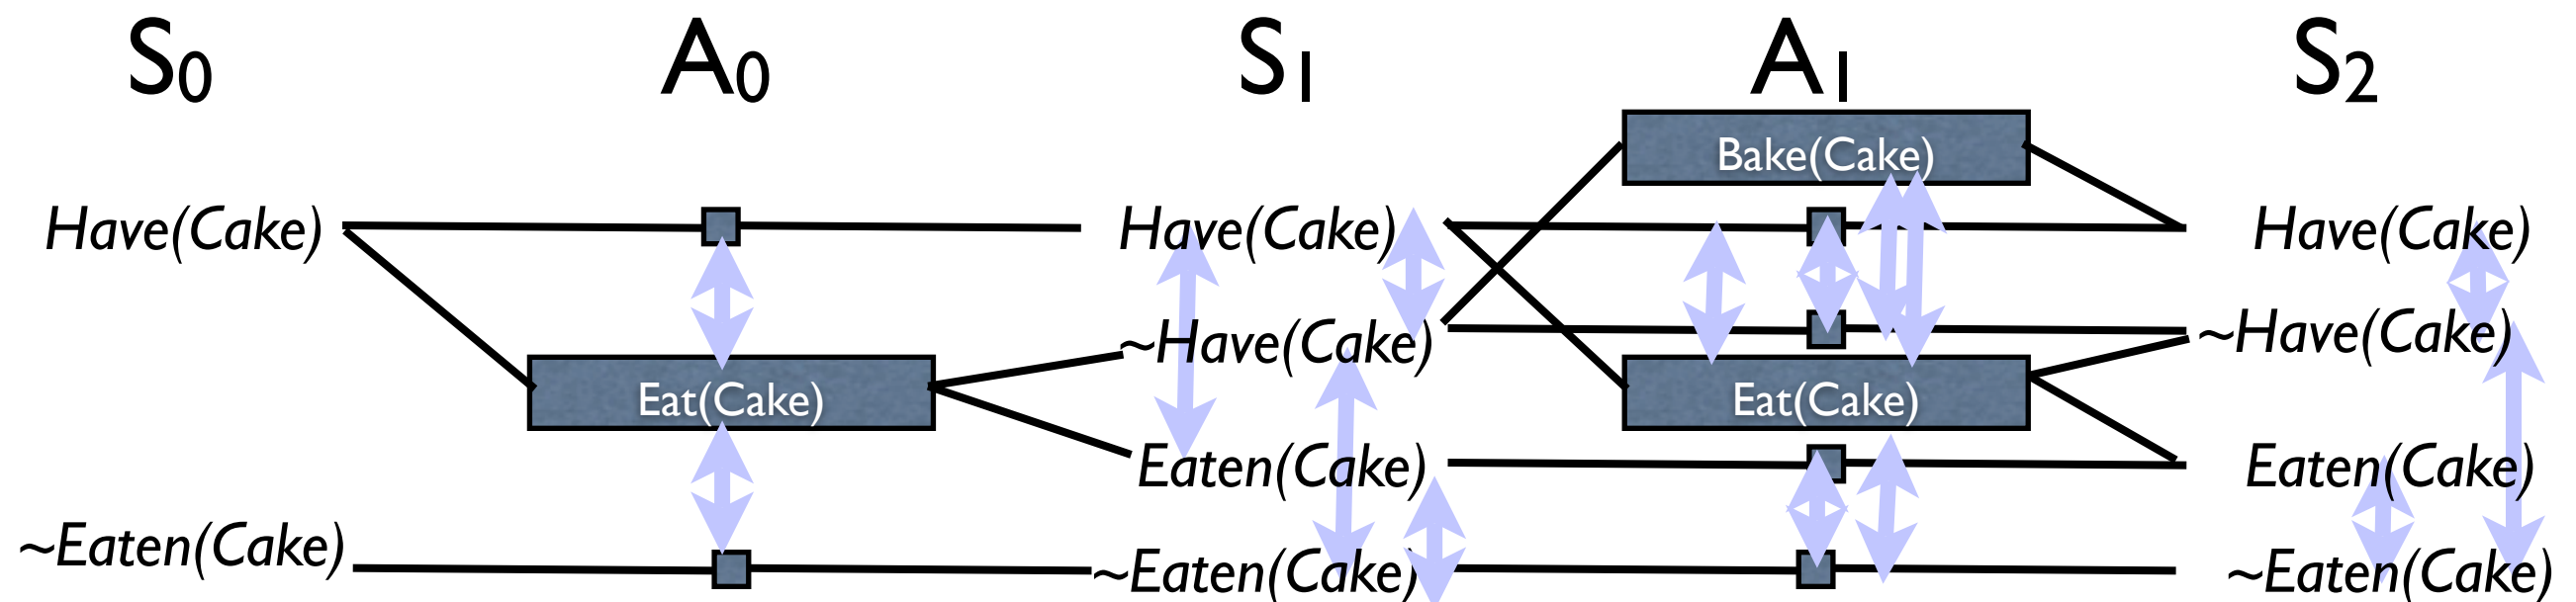 S0 A0 S1 A1 S2
Bake(Cake)
Have(Cake) Have(Cake) Have(Cake)
~Have(Cake) ~Have(Cake)
Eat(Cake) Eat(Cake)
Eaten(Cake) Eaten(Cake)
~Eaten(Cake) ~Eaten(Cake) ~Eaten(Cake)